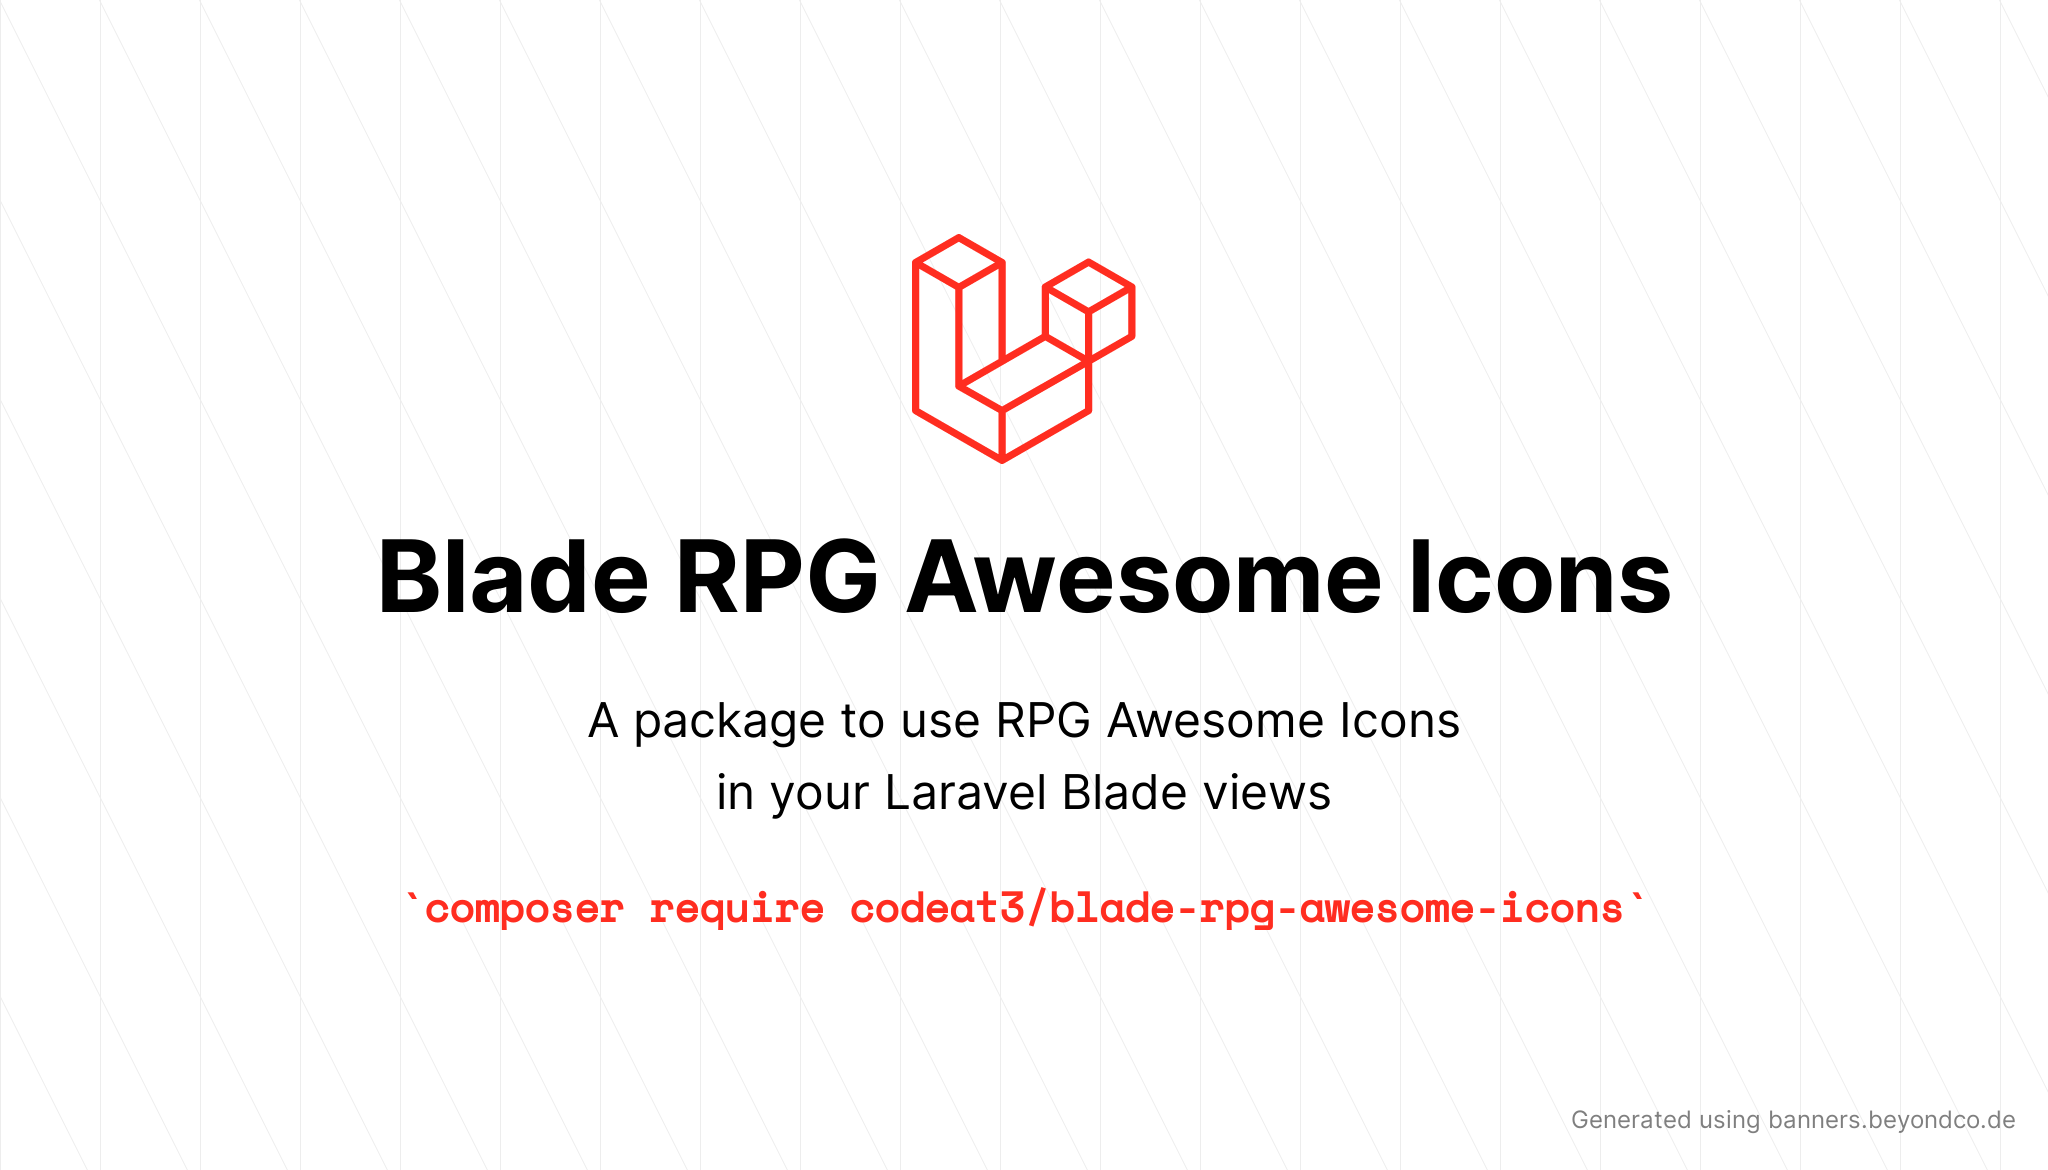 Blade RPG Awesome Icons
A package to use RPG Awesome Icons
in your Laravel Blade views
`composer require codeat3/blade-rpg-awesome-icons`
Generated using banners.beyondco.de